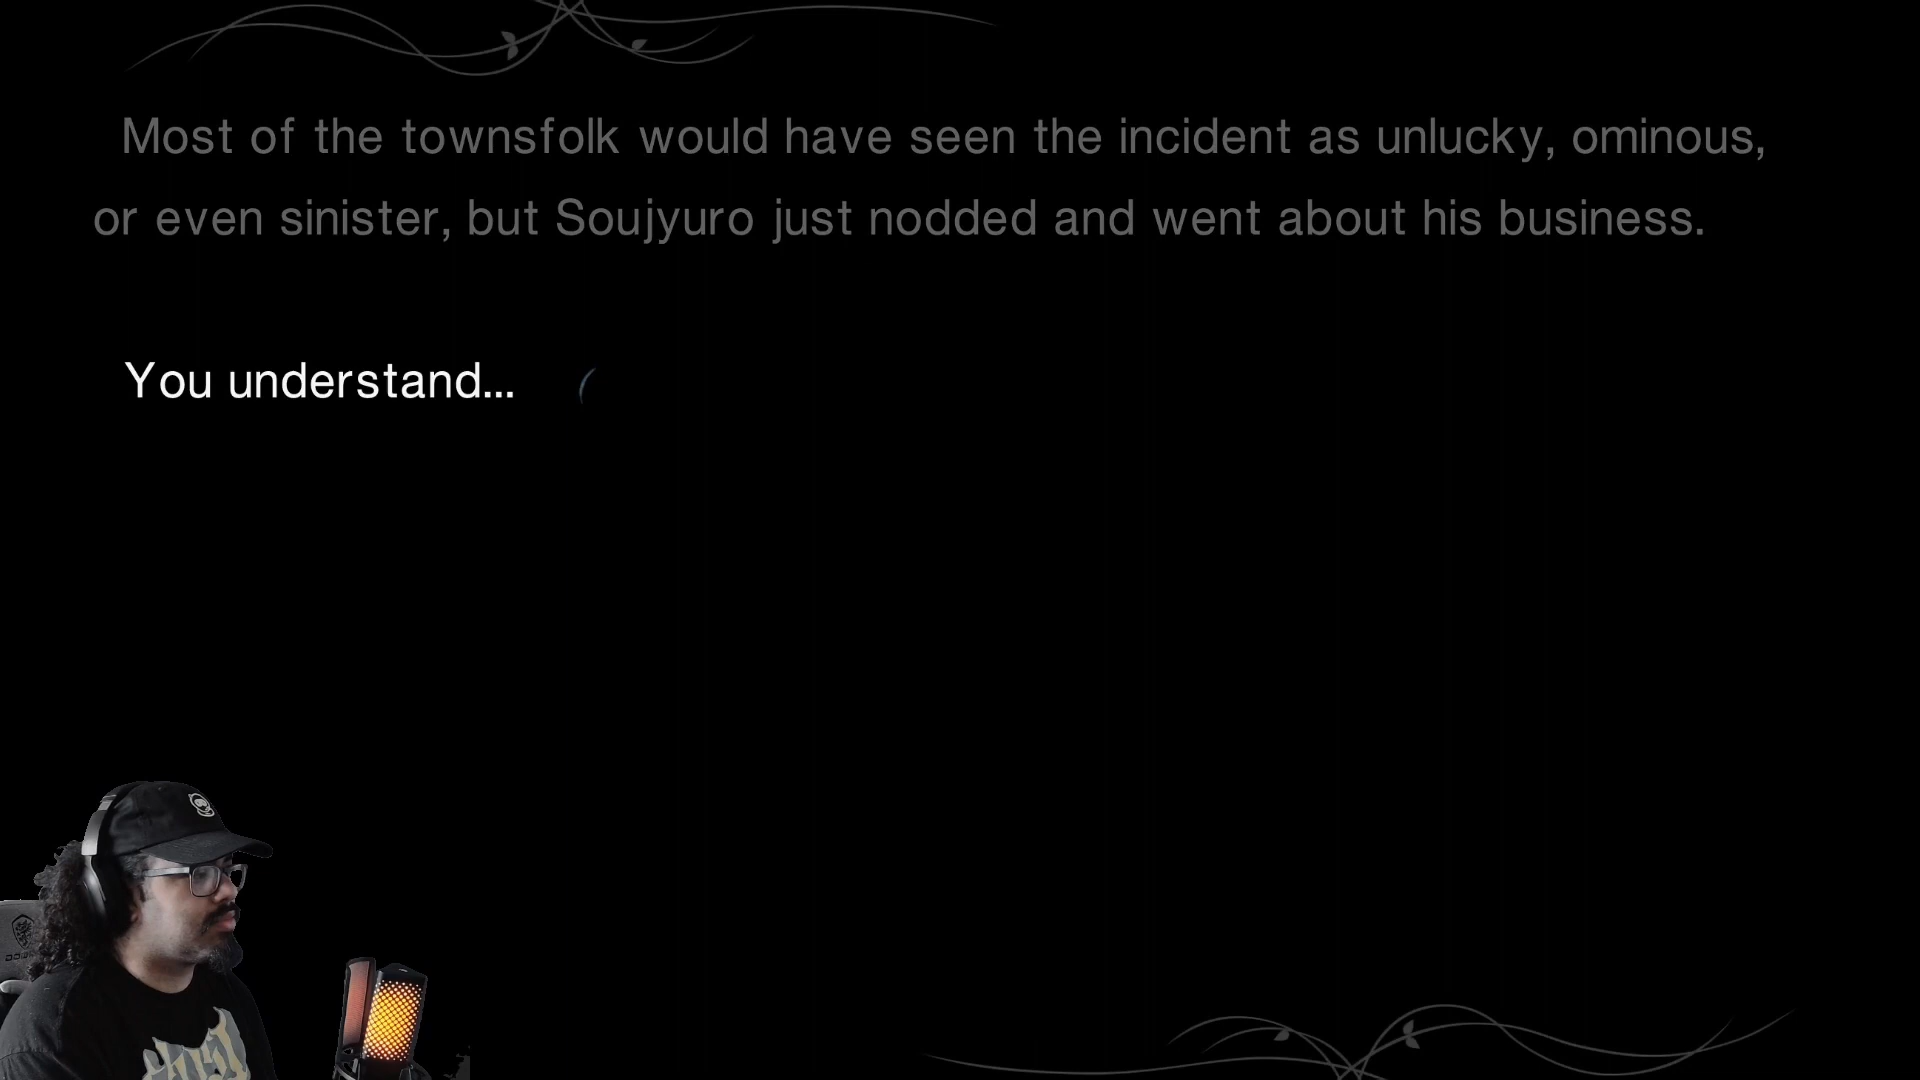 Most of the townsfolk would have seen the incident as unlucky, ominous,
or even sinister, but Soujyuro just nodded and went about his business.
You understand...